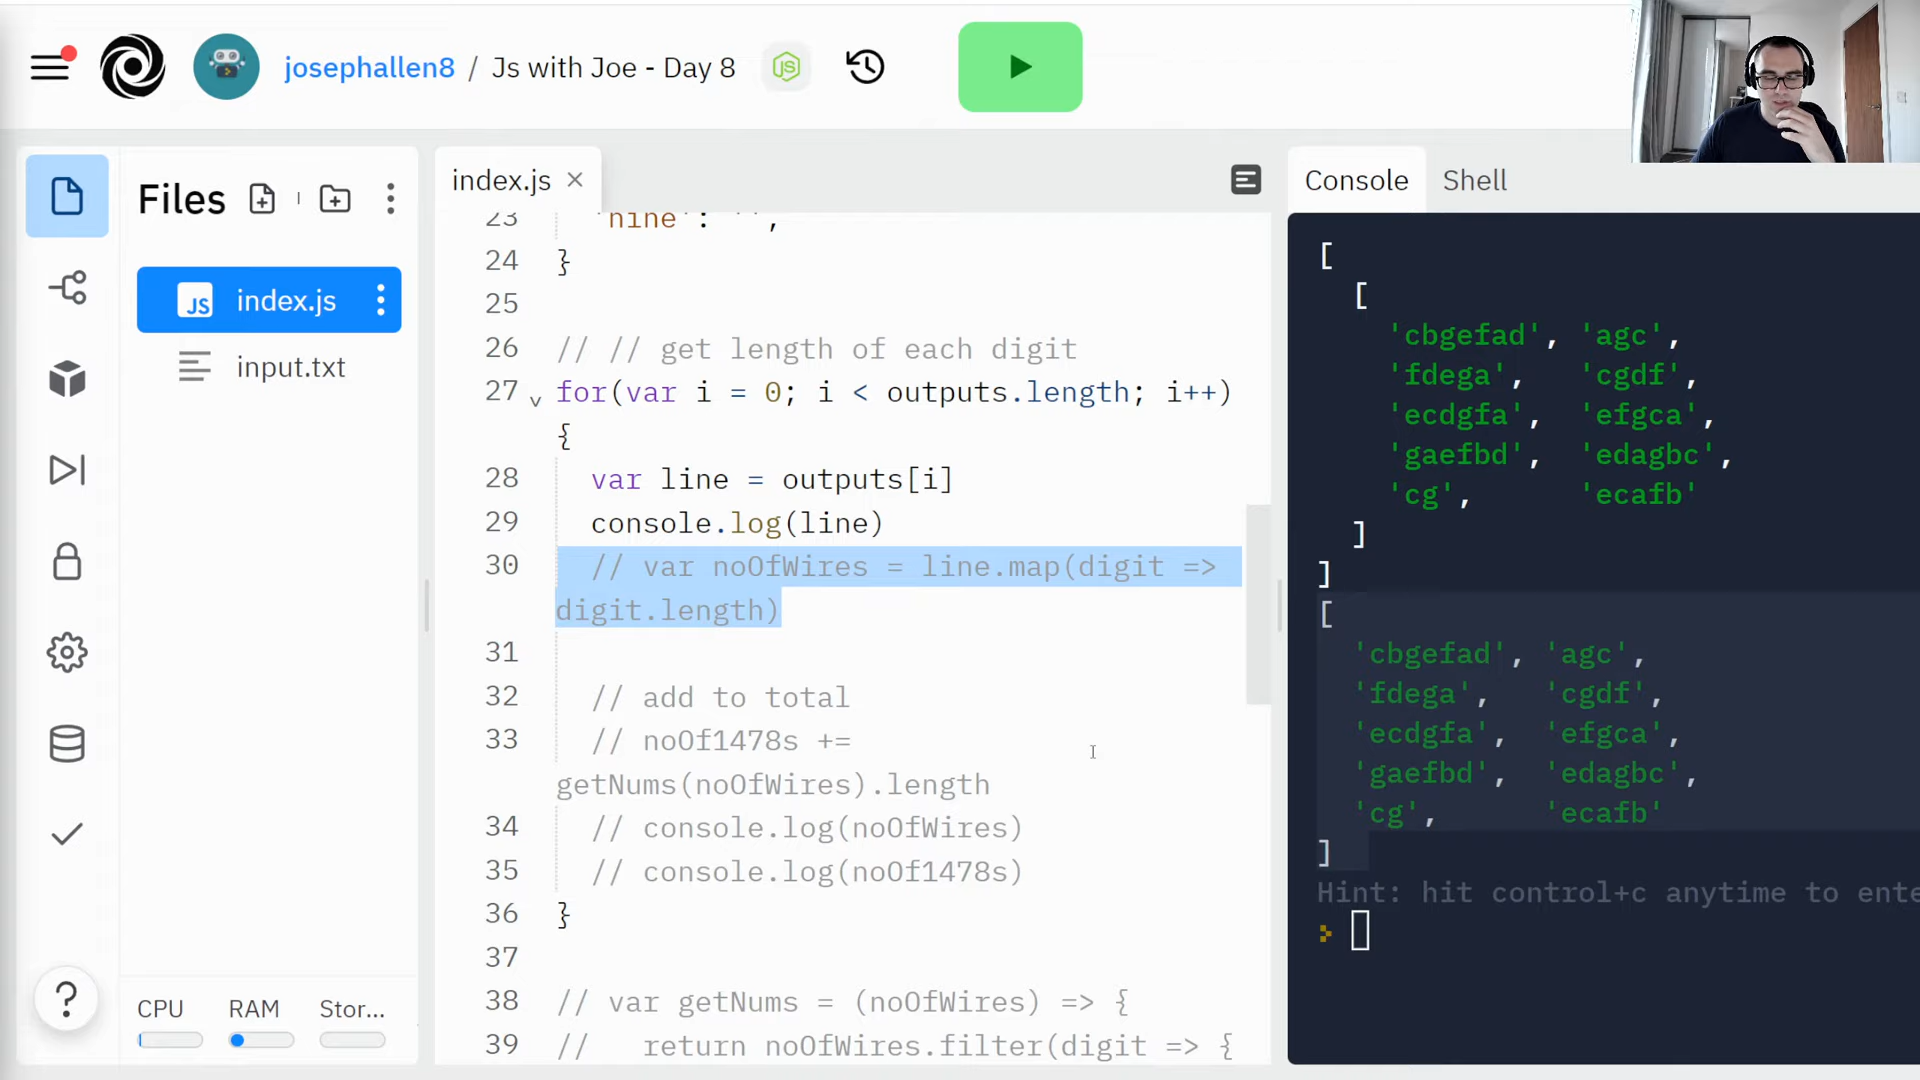 josephallen8 / Js with Joe - Day 8
Files
index.js
input.txt
CPU RAM Stor...
index.js
23 'nine': '',
24 }
25
26 // // get length of each digit
27 for(var i = 0; i < outputs.length; i++)
{
28 var line = outputs[i]
29 console.log(line)
30 // var noOfWires = line.map(digit =>
digit.length)
31
32 // add to total
33 // noOf1478s +=
getNums(noOfWires).length
34 // console.log(noOfWires)
35 // console.log(noOf1478s)
36 }
37
38 // var getNums = (noOfWires) => {
39 // return noOfWires.filter(digit => {
Console Shell
[
[
'cbgefad', 'agc',
'fdega', 'cgdf',
'ecdgfa', 'efgca',
'gaefbd', 'edagbc',
'cg', 'ecafb'
]
]
[
'cbgefad', 'agc',
'fdega', 'cgdf',
'ecdgfa', 'efgca',
'gaefbd', 'edagbc',
'cg', 'ecafb'
]
Hint: hit control+c anytime to ente